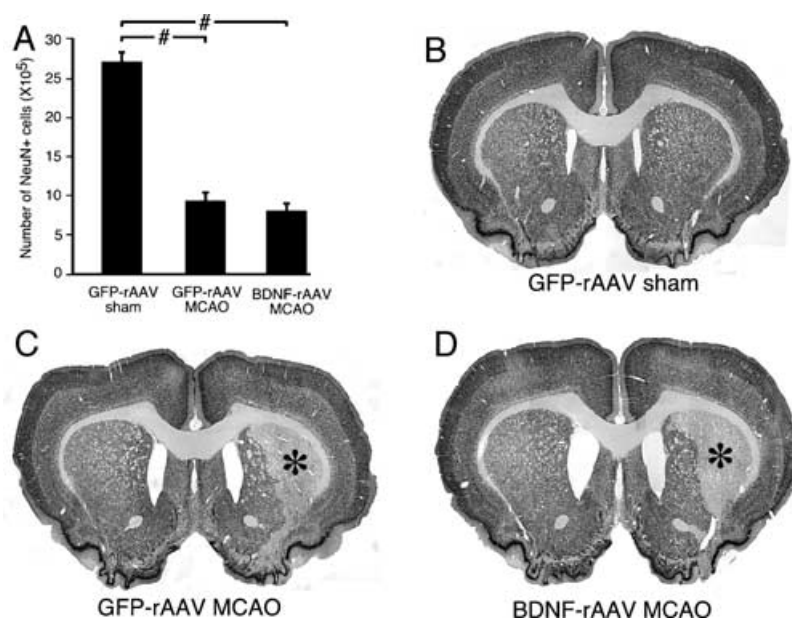 A
#
#
Number of NeuN+ cells (X10⁵)
30
25
20
15
10
5
0
GFP-rAAV
sham
GFP-rAAV
MCAO
BDNF-rAAV
MCAO
B
GFP-rAAV sham
C
*
GFP-rAAV MCAO
D
*
BDNF-rAAV MCAO